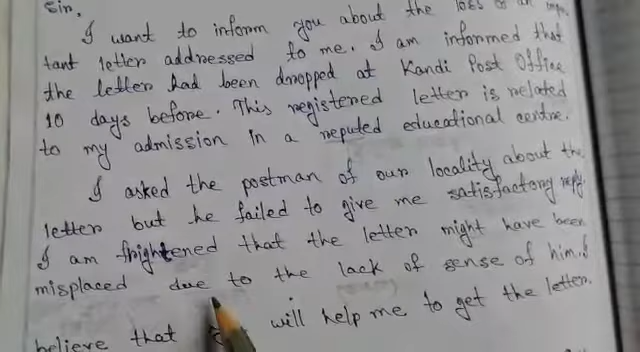 Sir,
I want to inform you about the loss of an impor
tant letter addressed to me. I am informed that
the letter had been dropped at Kandi Post Office
10 days before. This registered letter is related
to my admission in a reputed educational centre.
I asked the postman of our locality about the
letter but he failed to give me satisfactory reply.
I am frightened that the letter might have been
misplaced due to the lack of sense of him. I
believe that will help me to get the letter.